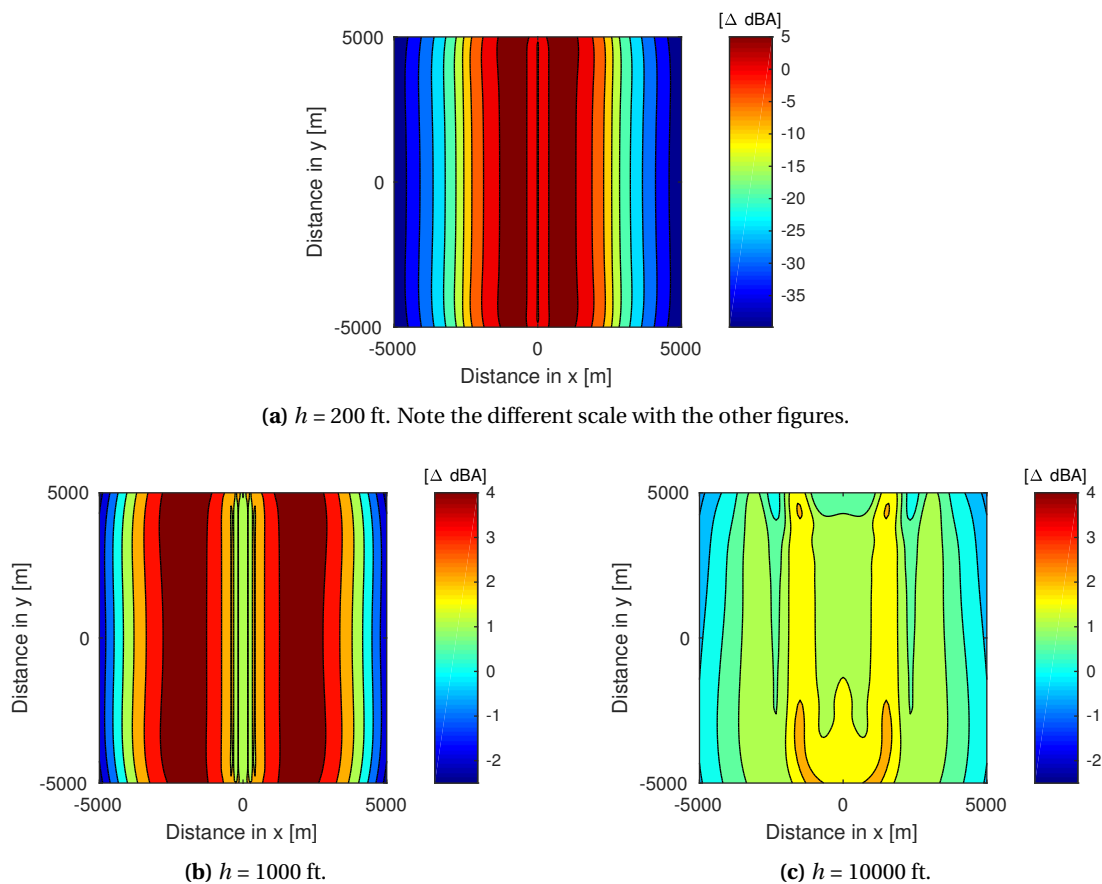 [Δ dBA]
5000
0
-5000
-5000 0 5000
Distance in x [m]
Distance in y [m]
5
0
-5
-10
-15
-20
-25
-30
-35
(a) h = 200 ft. Note the different scale with the other figures.
[Δ dBA]
5000
0
-5000
-5000 0 5000
Distance in x [m]
Distance in y [m]
4
3
2
1
0
-1
-2
(b) h = 1000 ft.
[Δ dBA]
5000
0
-5000
-5000 0 5000
Distance in x [m]
Distance in y [m]
4
3
2
1
0
-1
-2
(c) h = 10000 ft.